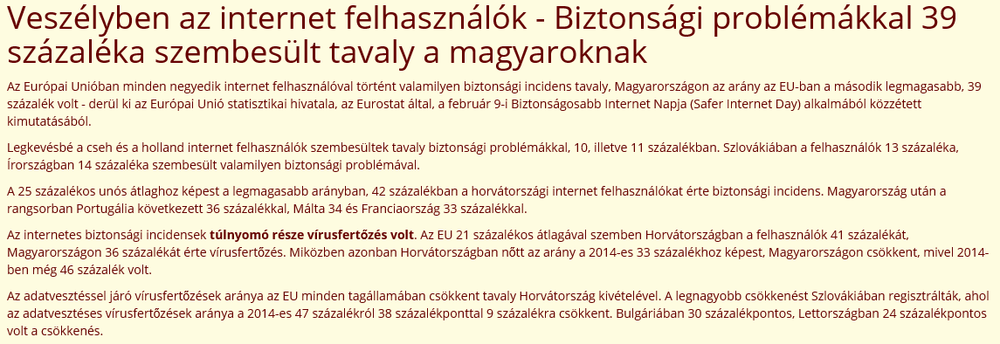 Veszélyben az internet felhasználók - Biztonsági problémákkal 39
százaléka szembesült tavaly a magyaroknak
Az Európai Unióban minden negyedik internet felhasználóval történt valamilyen biztonsági incidens tavaly, Magyarországon az arány az EU-ban a második legmagasabb, 39
százalék volt - derül ki az Európai Unió statisztikai hivatala, az Eurostat által, a február 9-i Biztonságosabb Internet Napja (Safer Internet Day) alkalmából közzétett
kimutatásából.
Legkevésbé a cseh és a holland internet felhasználók szembesültek tavaly biztonsági problémákkal, 10, illetve 11 százalékban. Szlovákiában a felhasználók 13 százaléka,
Írországban 14 százaléka szembesült valamilyen biztonsági problémával.
A 25 százalékos unós átlaghoz képest a legmagasabb arányban, 42 százalékban a horvátországi internet felhasználókat érte biztonsági incidens. Magyarország után a
rangsorban Portugália következett 36 százalékkal, Málta 34 és Franciaország 33 százalékkal.
Az internetes biztonsági incidensek túlnyomó része vírusfertőzés volt. Az EU 21 százalékos átlagával szemben Horvátországban a felhasználók 41 százalékát,
Magyarországon 36 százalékát érte vírusfertőzés. Miközben azonban Horvátországban nőtt az arány a 2014-es 33 százalékhoz képest, Magyarországon csökkent, mivel 2014-
ben még 46 százalék volt.
Az adatvesztéssel járó vírusfertőzések aránya az EU minden tagállamában csökkent tavaly Horvátország kivételével. A legnagyobb csökkenést Szlovákiában regisztrálták, ahol
az adatvesztéses vírusfertőzések aránya a 2014-es 47 százalékról 38 százalékponttal 9 százalékra csökkent. Bulgáriában 30 százalékpontos, Lettországban 24 százalékpontos
volt a csökkenés.